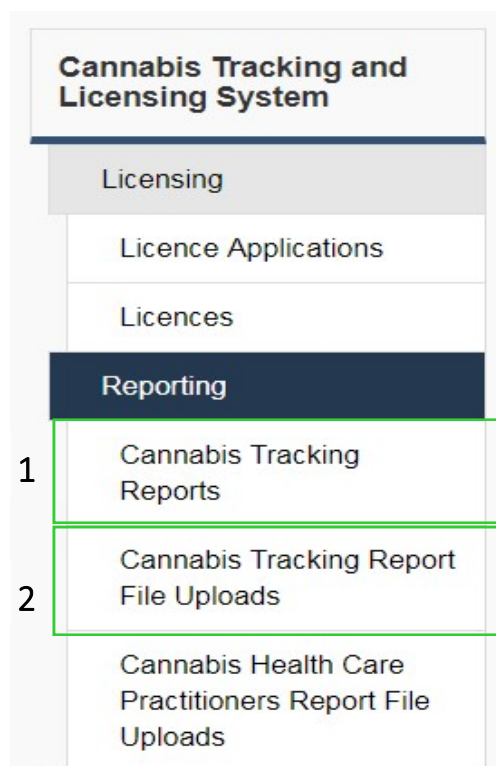 Cannabis Tracking and
Licensing System
Licensing
Licence Applications
Licences
Reporting
1
Cannabis Tracking
Reports
2
Cannabis Tracking Report
File Uploads
Cannabis Health Care
Practitioners Report File
Uploads